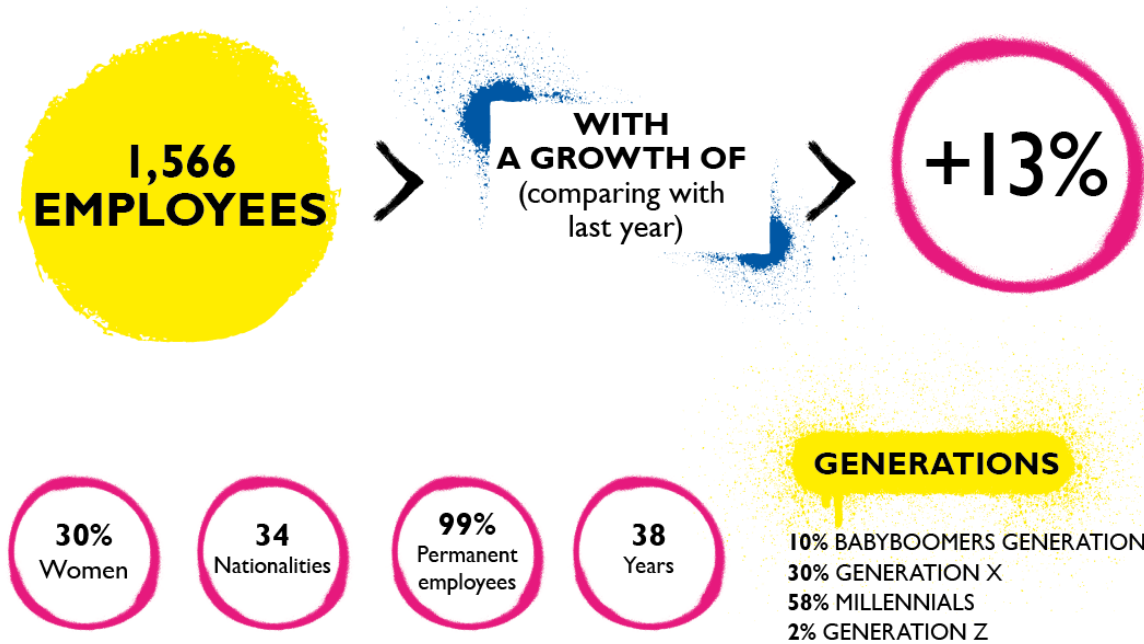 1,566
EMPLOYEES
WITH
A GROWTH OF
(comparing with
last year)
+13%
30%
Women
34
Nationalities
99%
Permanent
employees
38
Years
GENERATIONS
10% BABYBOOMERS GENERATION
30% GENERATION X
58% MILLENNIALS
2% GENERATION Z